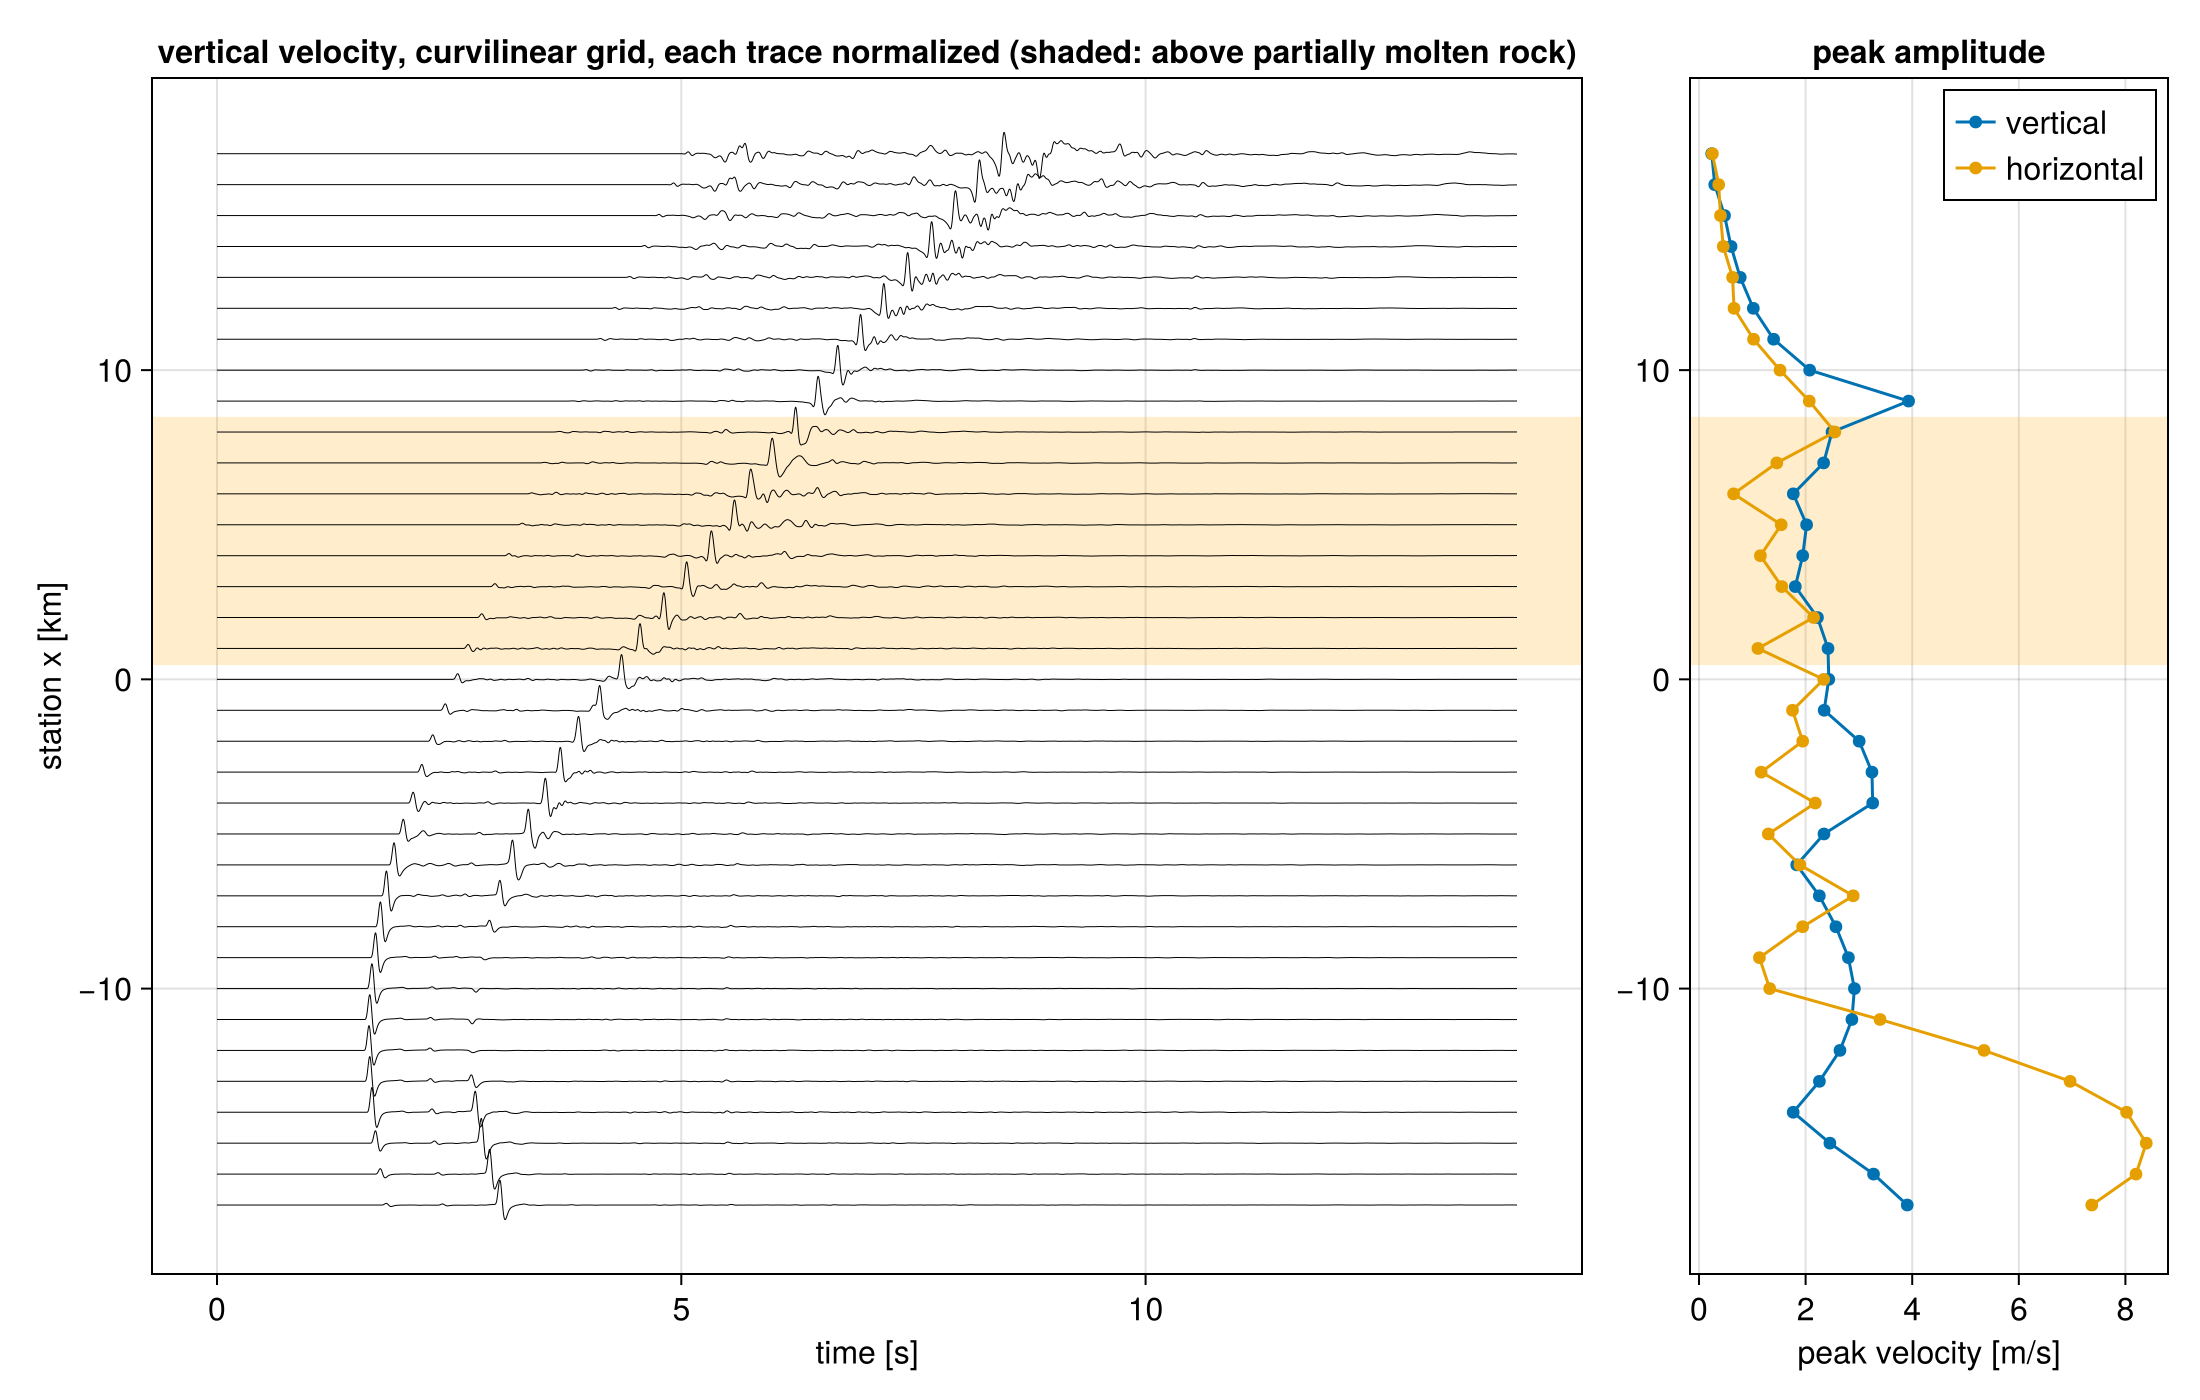 vertical velocity, curvilinear grid, each trace normalized (shaded: above partially molten rock)
10
0
−10
station x [km]
0
5
10
time [s]
peak amplitude
vertical
horizontal
10
0
−10
0
2
4
6
8
peak velocity [m/s]